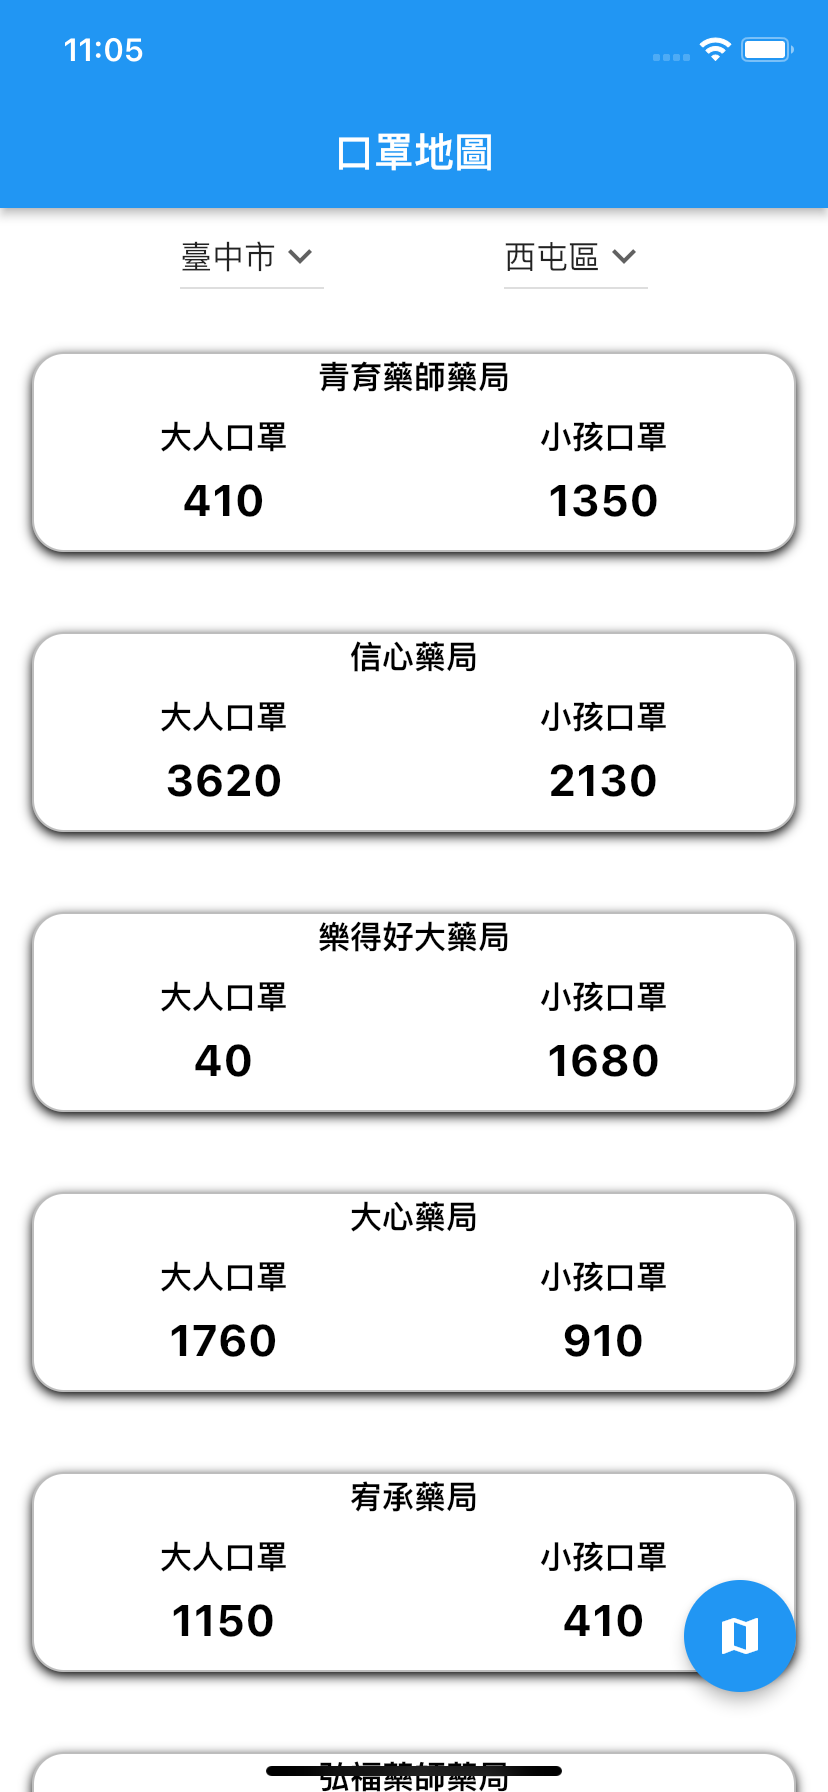 11:05
口罩地圖
臺中市 西屯區
青育藥師藥局
大人口罩 小孩口罩
410 1350
信心藥局
大人口罩 小孩口罩
3620 2130
樂得好大藥局
大人口罩 小孩口罩
40 1680
大心藥局
大人口罩 小孩口罩
1760 910
宥承藥局
大人口罩 小孩口罩
1150 410
弘福藥師藥局